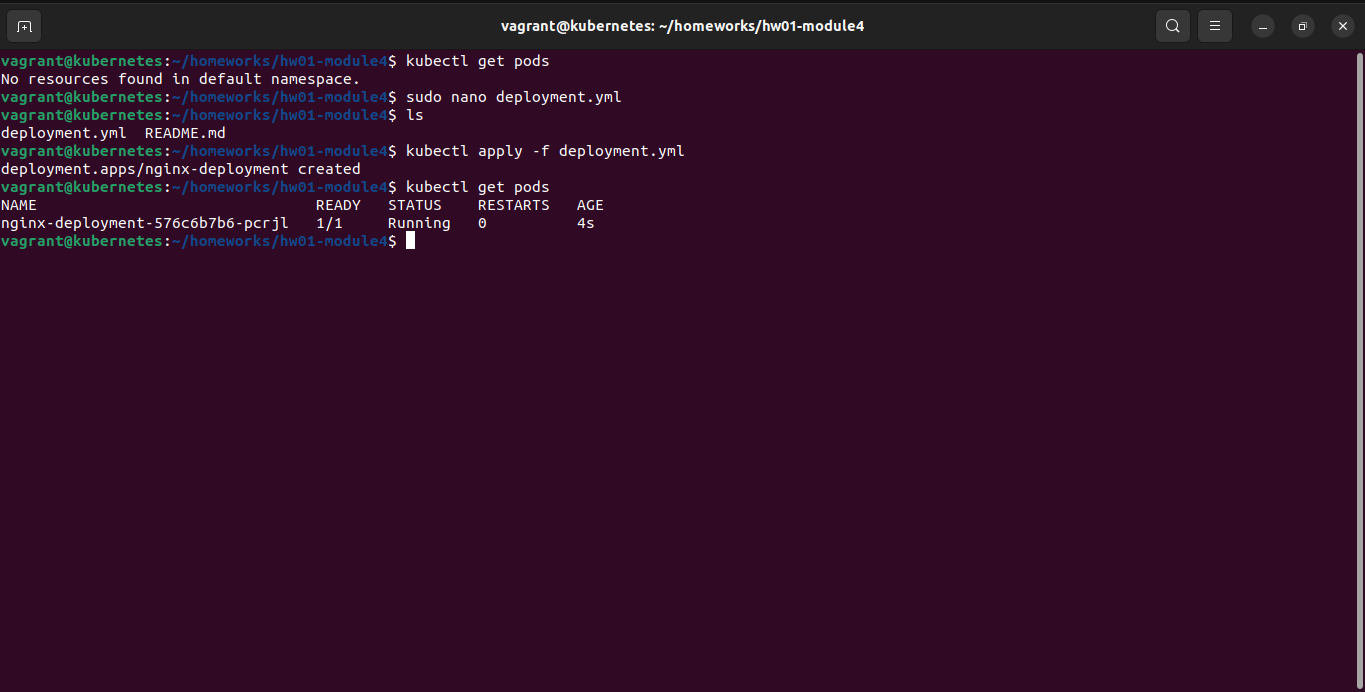 vagrant@kubernetes: ~/homeworks/hw01-module4
vagrant@kubernetes:~/homeworks/hw01-module4$ kubectl get pods
No resources found in default namespace.
vagrant@kubernetes:~/homeworks/hw01-module4$ sudo nano deployment.yml
vagrant@kubernetes:~/homeworks/hw01-module4$ ls
deployment.yml  README.md
vagrant@kubernetes:~/homeworks/hw01-module4$ kubectl apply -f deployment.yml
deployment.apps/nginx-deployment created
vagrant@kubernetes:~/homeworks/hw01-module4$ kubectl get pods
NAME                               READY   STATUS    RESTARTS   AGE
nginx-deployment-576c6b7b6-pcrjl   1/1     Running   0          4s
vagrant@kubernetes:~/homeworks/hw01-module4$